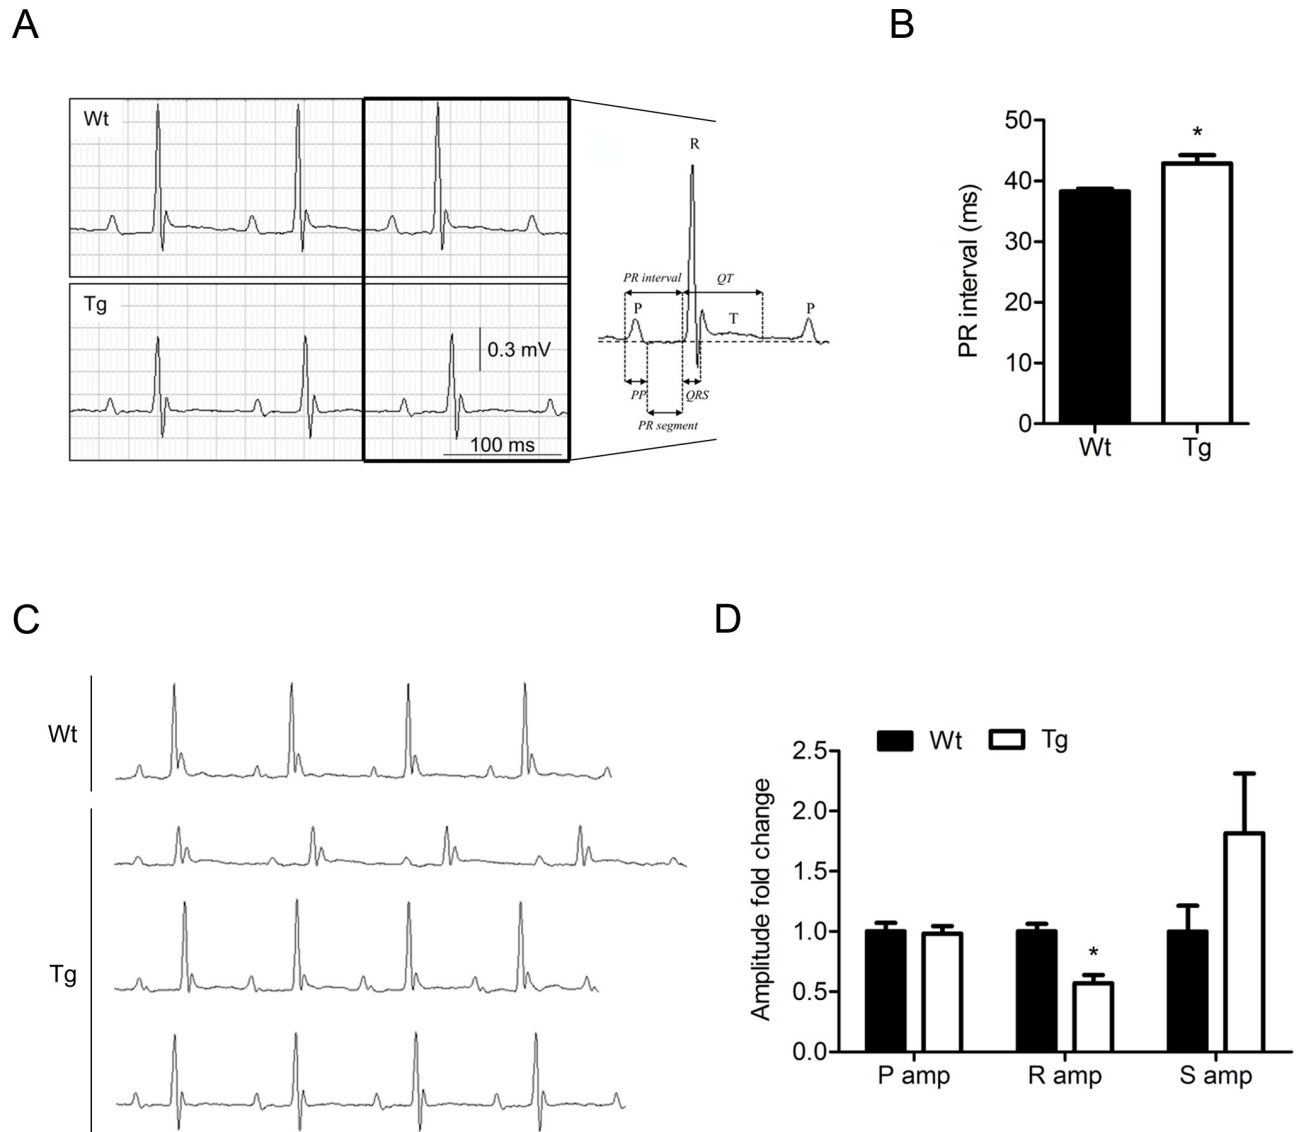 A
Wt
Tg
0.3 mV
100 ms
R
PR interval
QT
P
T
P
PP
QRS
PR segment
B
50
40
30
20
10
0
PR interval (ms)
*
Wt
Tg
C
Wt
Tg
D
Wt
Tg
2.5
2.0
1.5
1.0
0.5
0.0
Amplitude fold change
*
P amp
R amp
S amp